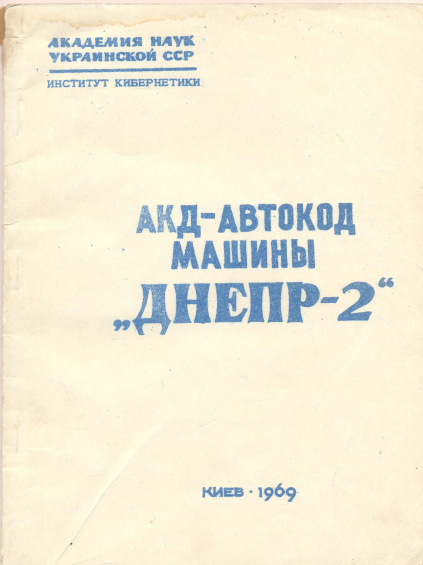 АКАДЕМИЯ НАУК
УКРАИНСКОЙ ССР
ИНСТИТУТ КИБЕРНЕТИКИ
АКД-АВТОКОД
МАШИНЫ
„ДНЕПР-2“
КИЕВ · 1969